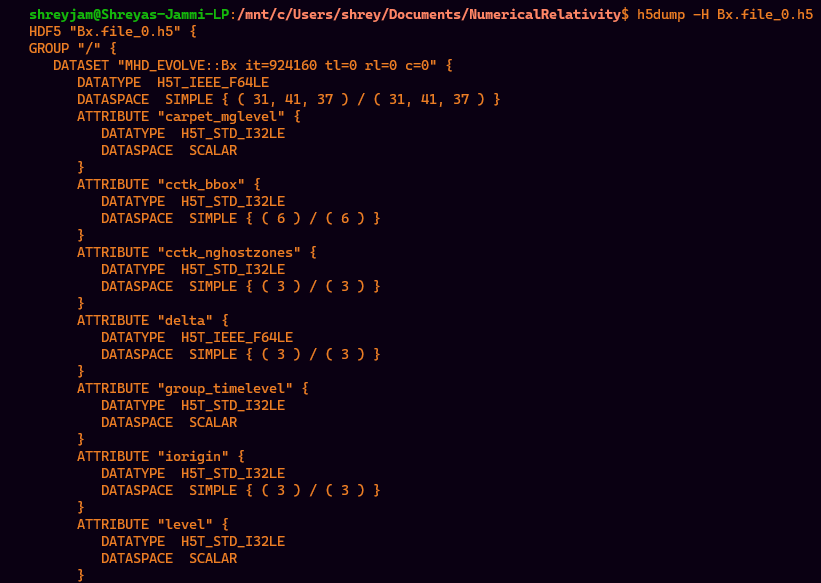 shreyjam@Shreyas-Jammi-LP:/mnt/c/Users/shrey/Documents/NumericalRelativity$ h5dump -H Bx.file_0.h5
HDF5 "Bx.file_0.h5" {
GROUP "/" {
   DATASET "MHD_EVOLVE::Bx it=924160 tl=0 rl=0 c=0" {
      DATATYPE  H5T_IEEE_F64LE
      DATASPACE  SIMPLE { ( 31, 41, 37 ) / ( 31, 41, 37 ) }
      ATTRIBUTE "carpet_mglevel" {
         DATATYPE  H5T_STD_I32LE
         DATASPACE  SCALAR
      }
      ATTRIBUTE "cctk_bbox" {
         DATATYPE  H5T_STD_I32LE
         DATASPACE  SIMPLE { ( 6 ) / ( 6 ) }
      }
      ATTRIBUTE "cctk_nghostzones" {
         DATATYPE  H5T_STD_I32LE
         DATASPACE  SIMPLE { ( 3 ) / ( 3 ) }
      }
      ATTRIBUTE "delta" {
         DATATYPE  H5T_IEEE_F64LE
         DATASPACE  SIMPLE { ( 3 ) / ( 3 ) }
      }
      ATTRIBUTE "group_timelevel" {
         DATATYPE  H5T_STD_I32LE
         DATASPACE  SCALAR
      }
      ATTRIBUTE "iorigin" {
         DATATYPE  H5T_STD_I32LE
         DATASPACE  SIMPLE { ( 3 ) / ( 3 ) }
      }
      ATTRIBUTE "level" {
         DATATYPE  H5T_STD_I32LE
         DATASPACE  SCALAR
      }